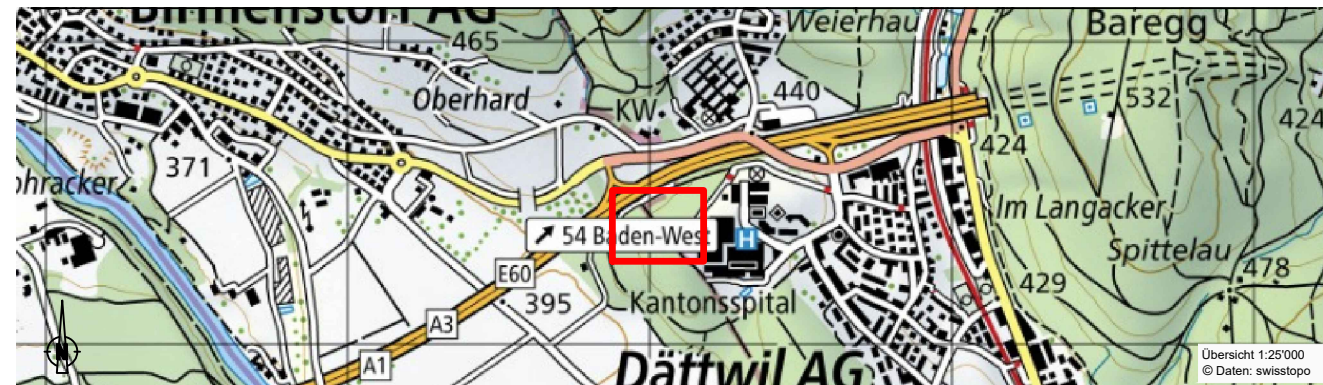 Birmenstorf AG
465
Weierhau
Baregg
Oberhard
KW
440
532
424
371
424
ohracker
Im Langacker
54 Baden-West
H
Spittelau
E60
478
429
395
Kantonsspital
A3
N
A1
Dättwil AG
Übersicht 1:25'000
© Daten: swisstopo